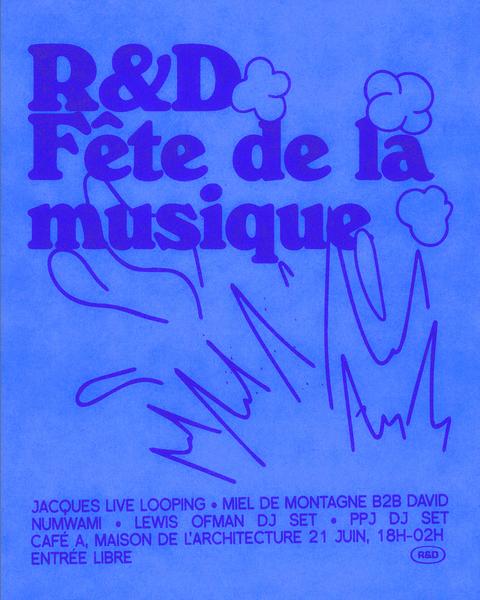 R&D
Fête de la
musique
JACQUES LIVE LOOPING • MIEL DE MONTAGNE B2B DAVID
NUMWAMI • LEWIS OFMAN DJ SET • PPJ DJ SET
CAFÉ A, MAISON DE L'ARCHITECTURE 21 JUIN, 18H-02H
ENTRÉE LIBRE
R&D